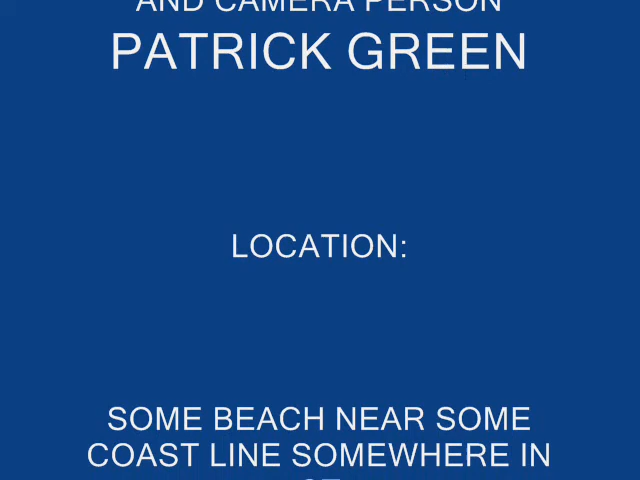 AND CAMERA PERSON
PATRICK GREEN
LOCATION:
SOME BEACH NEAR SOME
COAST LINE SOMEWHERE IN